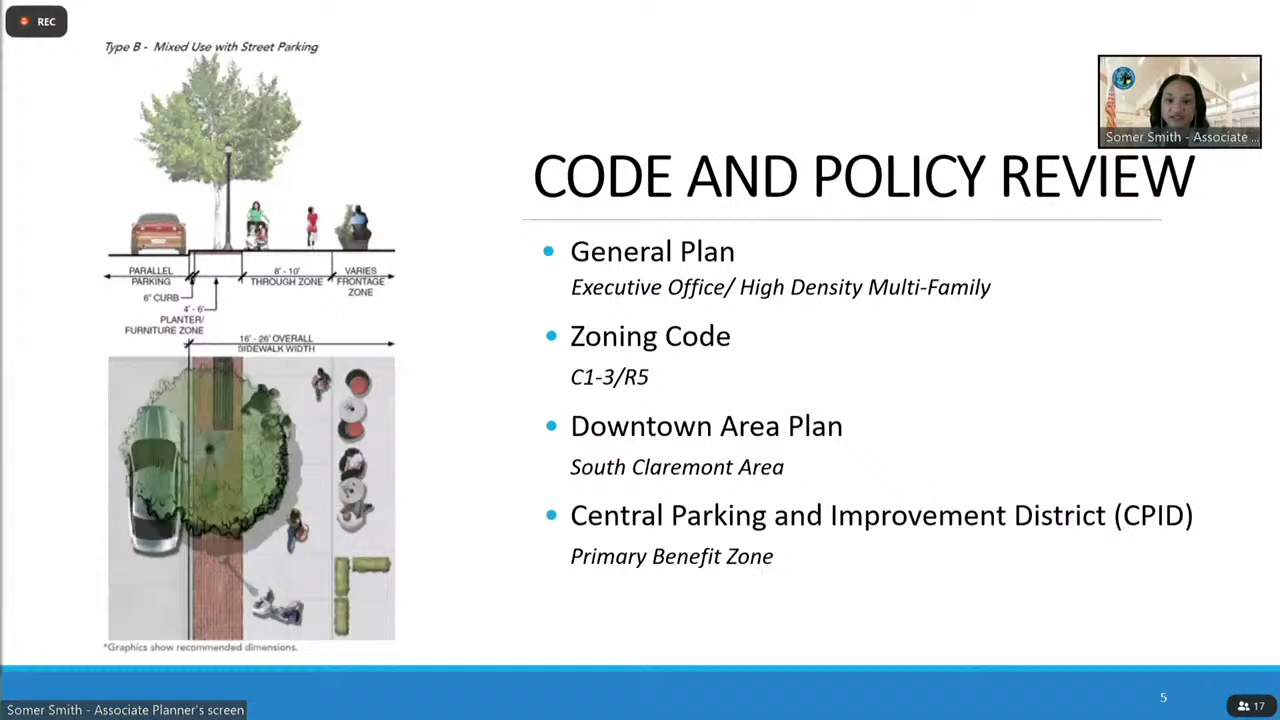 REC
Type B - Mixed Use with Street Parking
Somer Smith - Associate ...
CODE AND POLICY REVIEW
• General Plan
Executive Office/ High Density Multi-Family
• Zoning Code
C1-3/R5
• Downtown Area Plan
South Claremont Area
• Central Parking and Improvement District (CPID)
Primary Benefit Zone
PARALLEL
PARKING
8' - 10'
THROUGH ZONE
VARIES
FRONTAGE
ZONE
6" CURB
4' - 6'
PLANTER/
FURNITURE ZONE
16' - 26' OVERALL
SIDEWALK WIDTH
*Graphics show recommended dimensions.
5
Somer Smith - Associate Planner's screen
17